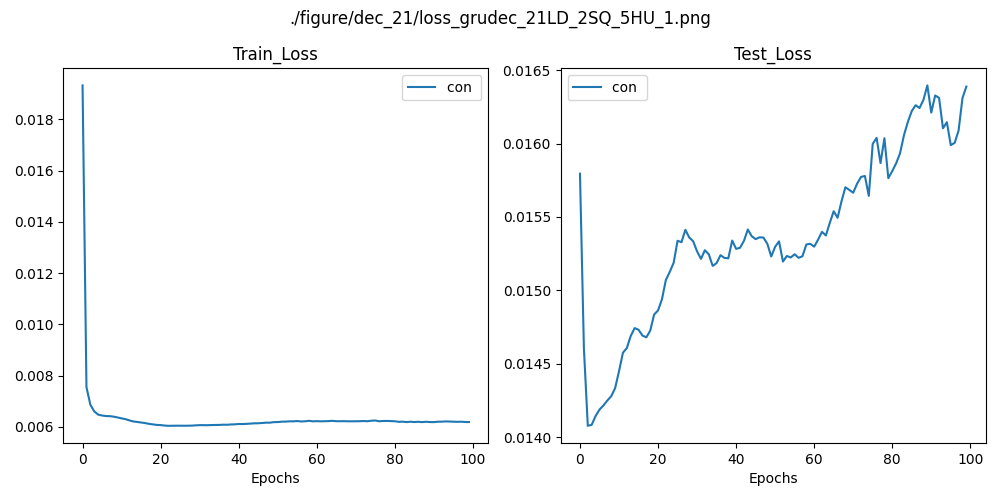 ./figure/dec_21/loss_grudec_21LD_2SQ_5HU_1.png
Train_Loss
con
0.018
0.016
0.014
0.012
0.010
0.008
0.006
0 20 40 60 80 100
Epochs
Test_Loss
con
0.0165
0.0160
0.0155
0.0150
0.0145
0.0140
0 20 40 60 80 100
Epochs